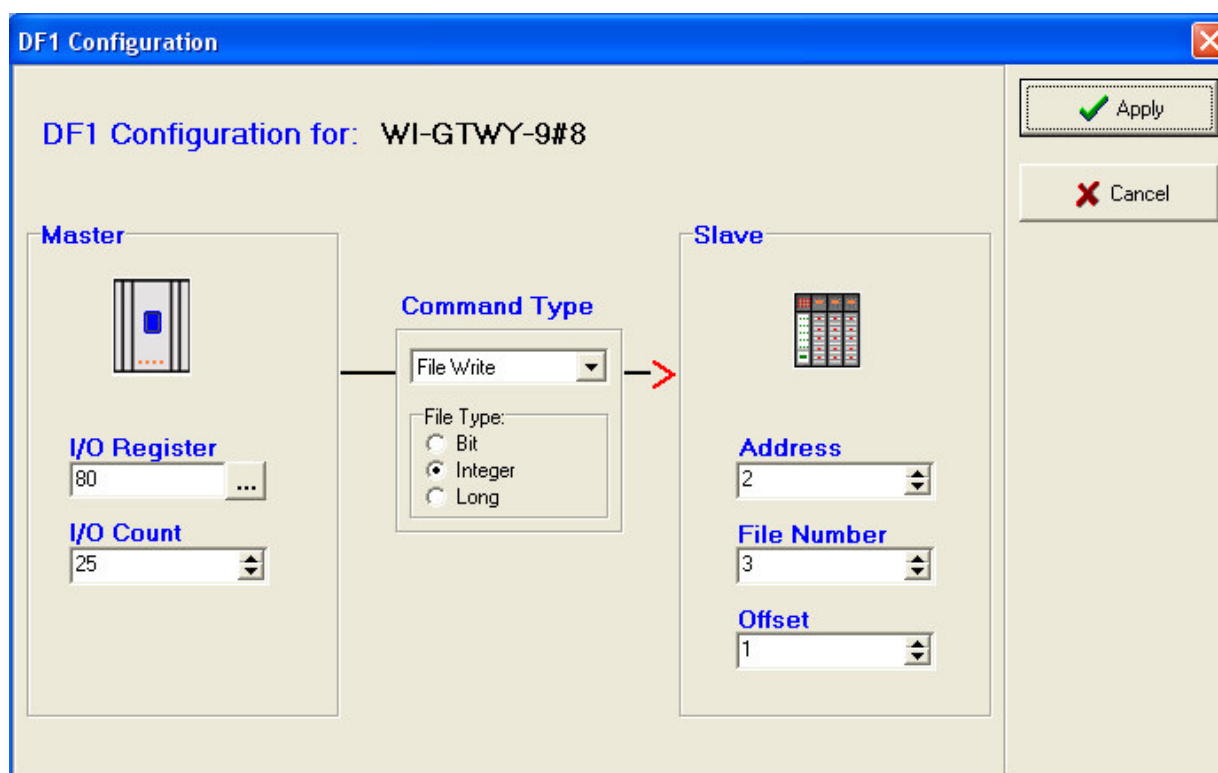 DF1 Configuration
DF1 Configuration for: WI-GTWY-9#8
Apply
Cancel
Master
Slave
Command Type
File Write
File Type:
Bit
Integer
Long
I/O Register
80
...
I/O Count
25
Address
2
File Number
3
Offset
1